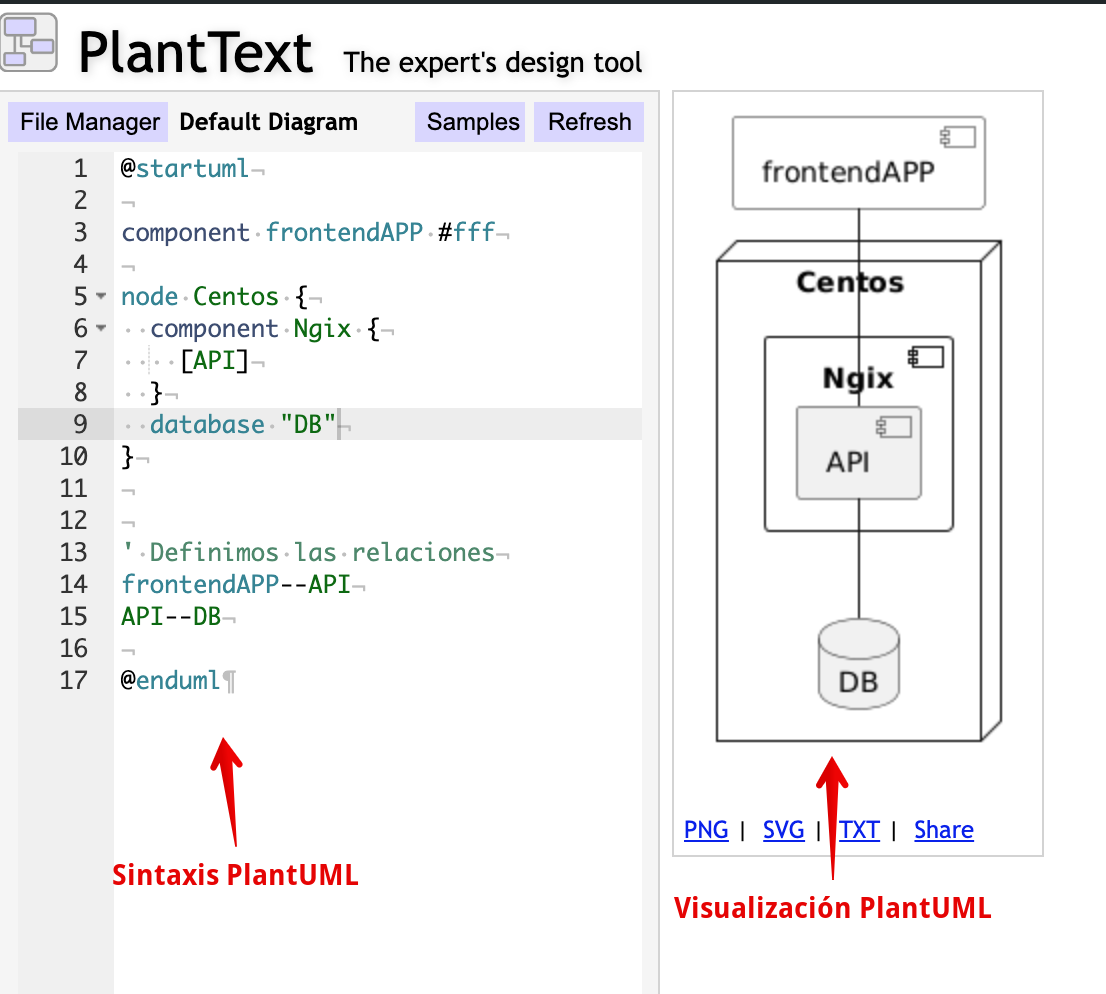 PlantText The expert's design tool
File Manager Default Diagram Samples Refresh
1 @startuml¬
2 ¬
3 component·frontendAPP·#fff¬
4 ¬
5 node·Centos·{¬
6 ··component·Ngix·{¬
7 ····[API]¬
8 ··}¬
9 ··database·"DB"¬
10 }¬
11 ¬
12 ¬
13 '·Definimos·las·relaciones¬
14 frontendAPP--API¬
15 API--DB¬
16 ¬
17 @enduml¶
Sintaxis PlantUML
frontendAPP
Centos
Ngix
API
DB
PNG | SVG | TXT | Share
Visualización PlantUML